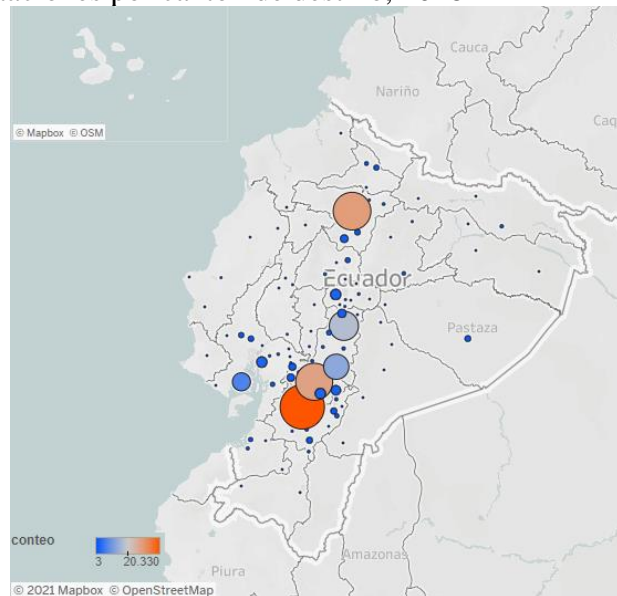 Cauca
Nariño
Caq
© Mapbox © OSM
Ecuador
Pastaza
conteo
3 20.330
Amazonas
Piura
© 2021 Mapbox © OpenStreetMap